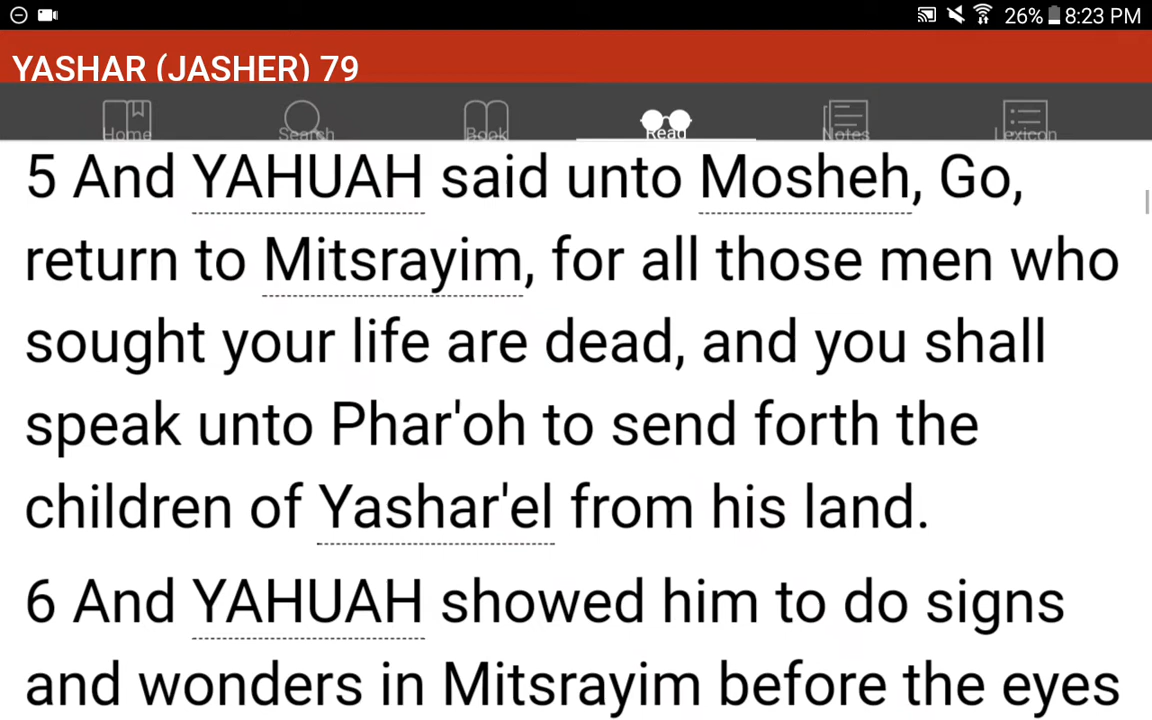 26% 8:23 PM
YASHAR (JASHER) 79
Home Search Book Read Notes Lexicon
5 And YAHUAH said unto Mosheh, Go,
return to Mitsrayim, for all those men who
sought your life are dead, and you shall
speak unto Phar'oh to send forth the
children of Yashar'el from his land.
6 And YAHUAH showed him to do signs
and wonders in Mitsrayim before the eyes